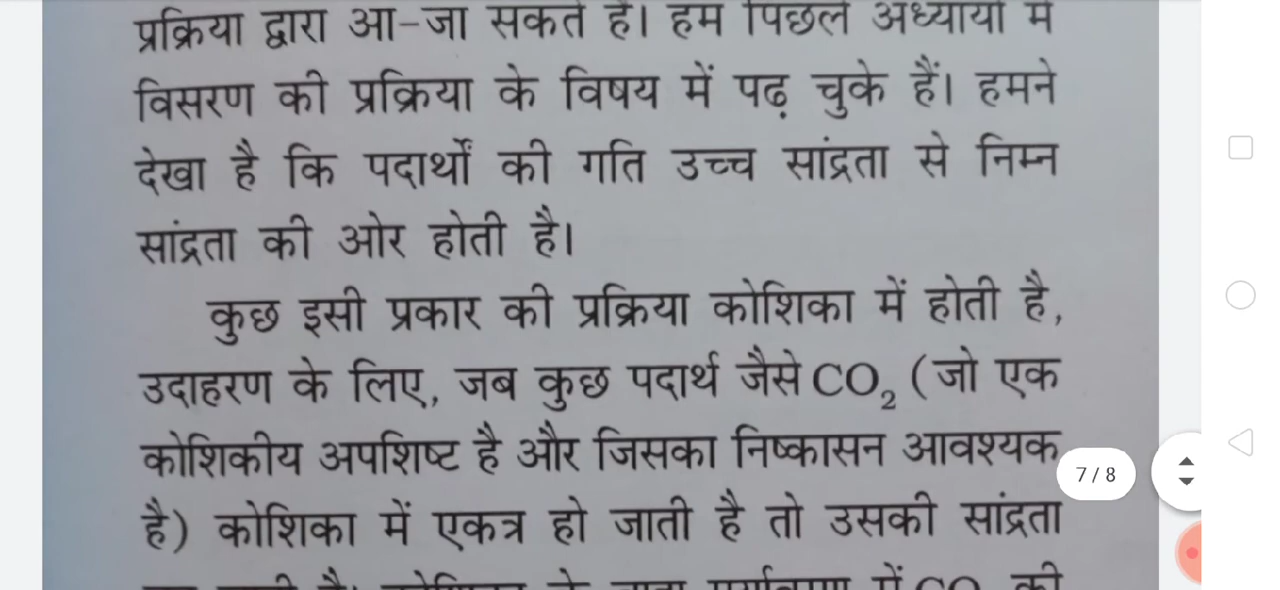 प्रक्रिया द्वारा आ-जा सकते हैं। हम पिछले अध्यायों में
विसरण की प्रक्रिया के विषय में पढ़ चुके हैं। हमने
देखा है कि पदार्थों की गति उच्च सांद्रता से निम्न
सांद्रता की ओर होती है।
कुछ इसी प्रकार की प्रक्रिया कोशिका में होती है,
उदाहरण के लिए, जब कुछ पदार्थ जैसे CO₂ (जो एक
कोशिकीय अपशिष्ट है और जिसका निष्कासन आवश्यक
है) कोशिका में एकत्र हो जाती है तो उसकी सांद्रता
7 / 8